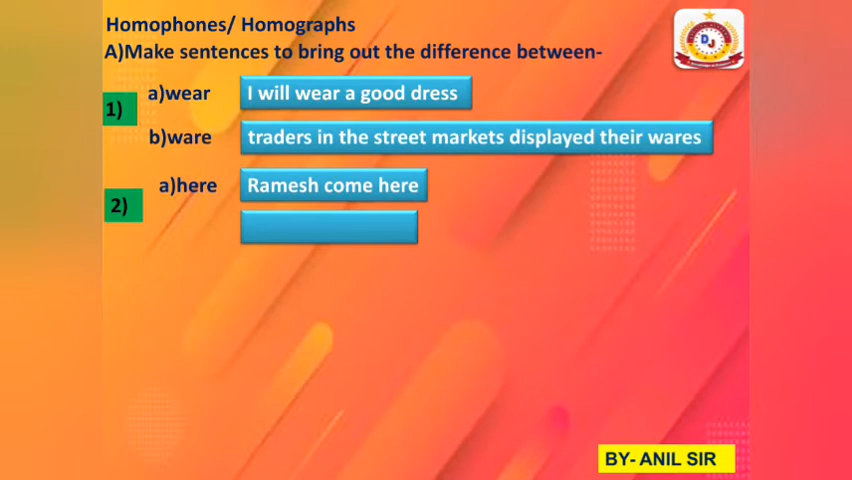 Homophones/ Homographs
A)Make sentences to bring out the difference between-
1)
a)wear
I will wear a good dress
b)ware
traders in the street markets displayed their wares
2)
a)here
Ramesh come here
DJ
BY- ANIL SIR